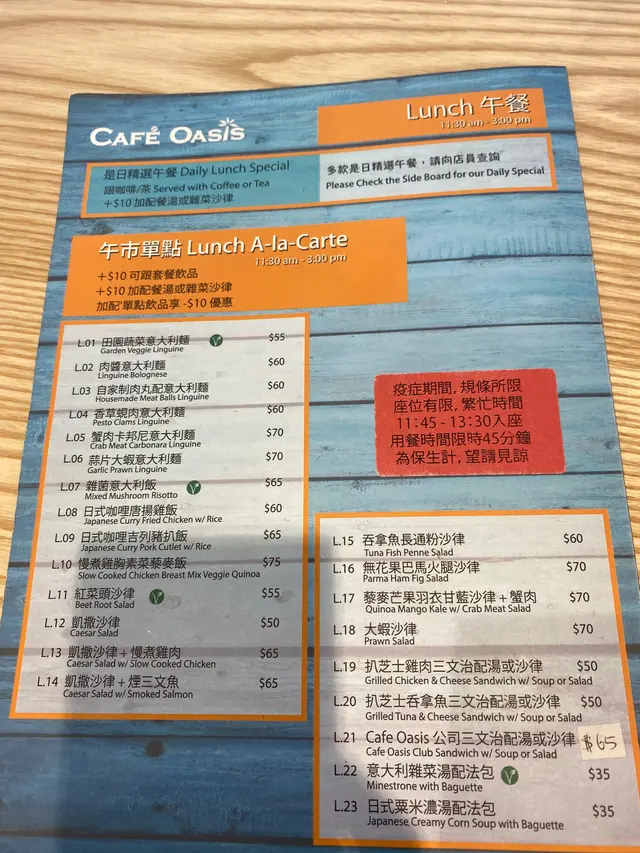 CAFÉ OASIS
Lunch 午餐
11:30 am - 3:00 pm
是日精選午餐 Daily Lunch Special
跟咖啡/茶 Served with Coffee or Tea
+$10 加配餐湯或雜菜沙律
多款是日精選午餐，請向店員查詢
Please Check the Side Board for our Daily Special
午市單點 Lunch A-la-Carte
11:30 am - 3:00 pm
+$10 可跟套餐飲品
+$10 加配餐湯或雜菜沙律
加配'單點飲品享 -$10 優惠
L.01 田園蔬菜意大利麵 $55
Garden Veggie Linguine
L.02 肉醬意大利麵 $60
Linguine Bolognese
L.03 自家制肉丸配意大利麵 $60
Housemade Meat Balls Linguine
L.04 香草蜆肉意大利麵 $60
Pesto Clams Linguine
L.05 蟹肉卡邦尼意大利麵 $70
Crab Meat Carbonara Linguine
L.06 蒜片大蝦意大利麵 $70
Garlic Prawn Linguine
L.07 雜菌意大利飯 $65
Mixed Mushroom Risotto
L.08 日式咖哩唐揚雞飯 $60
Japanese Curry Fried Chicken w/ Rice
L.09 日式咖哩吉列豬扒飯 $65
Japanese Curry Pork Cutlet w/ Rice
L.10 慢煮雞胸素菜藜麥飯 $75
Slow Cooked Chicken Breast Mix Veggie Quinoa
L.11 紅菜頭沙律 $55
Beet Root Salad
L.12 凱撒沙律 $50
Caesar Salad
L.13 凱撒沙律 + 慢煮雞肉 $65
Caesar Salad w/ Slow Cooked Chicken
L.14 凱撒沙律 + 煙三文魚 $65
Caesar Salad w/ Smoked Salmon
疫症期間, 規條所限
座位有限, 繁忙時間
11:45 - 13:30入座
用餐時間限時45分鐘
為保生計, 望請見諒
L.15 吞拿魚長通粉沙律 $60
Tuna Fish Penne Salad
L.16 無花果巴馬火腿沙律 $70
Parma Ham Fig Salad
L.17 藜麥芒果羽衣甘藍沙律 + 蟹肉 $70
Quinoa Mango Kale w/ Crab Meat Salad
L.18 大蝦沙律 $70
Prawn Salad
L.19 扒芝士雞肉三文治配湯或沙律 $50
Grilled Chicken & Cheese Sandwich w/ Soup or Salad
L.20 扒芝士吞拿魚三文治配湯或沙律 $50
Grilled Tuna & Cheese Sandwich w/ Soup or Salad
L.21 Cafe Oasis 公司三文治配湯或沙律 $65
Cafe Oasis Club Sandwich w/ Soup or Salad
L.22 意大利雜菜湯配法包 $35
Minestrone with Baguette
L.23 日式粟米濃湯配法包 $35
Japanese Creamy Corn Soup with Baguette